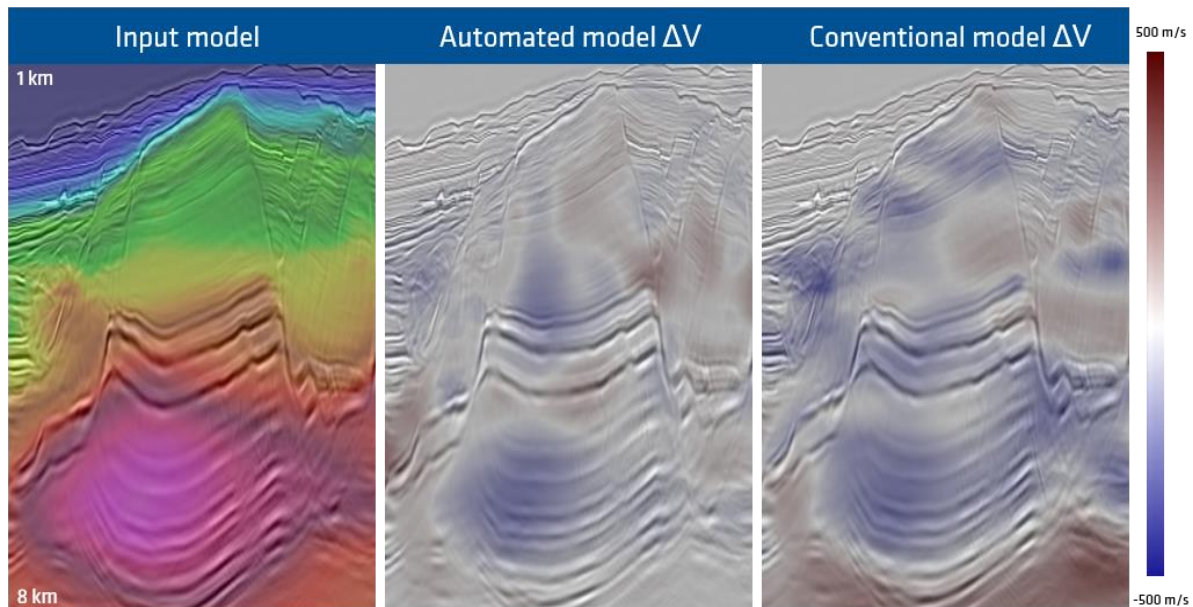 Input model
Automated model ΔV
Conventional model ΔV
500 m/s
1 km
8 km
-500 m/s